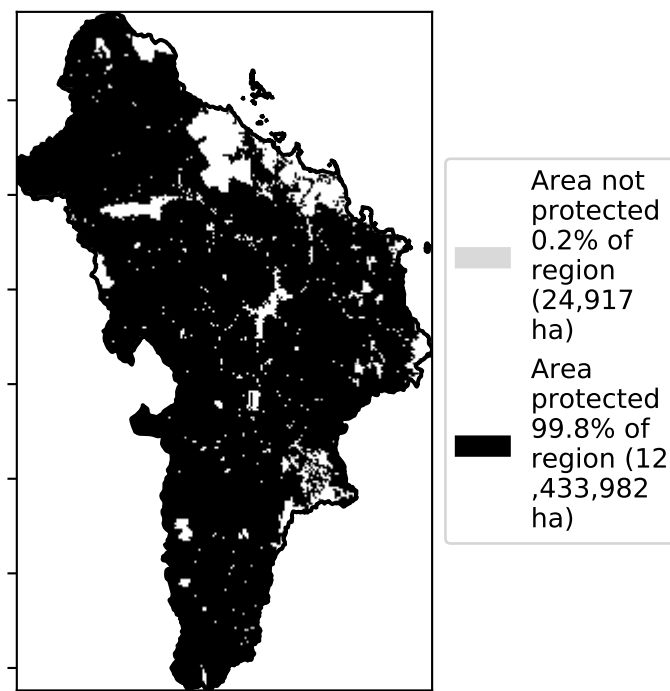 Area not
protected
0.2% of
region
(24,917
ha)
Area
protected
99.8% of
region (12
,433,982
ha)